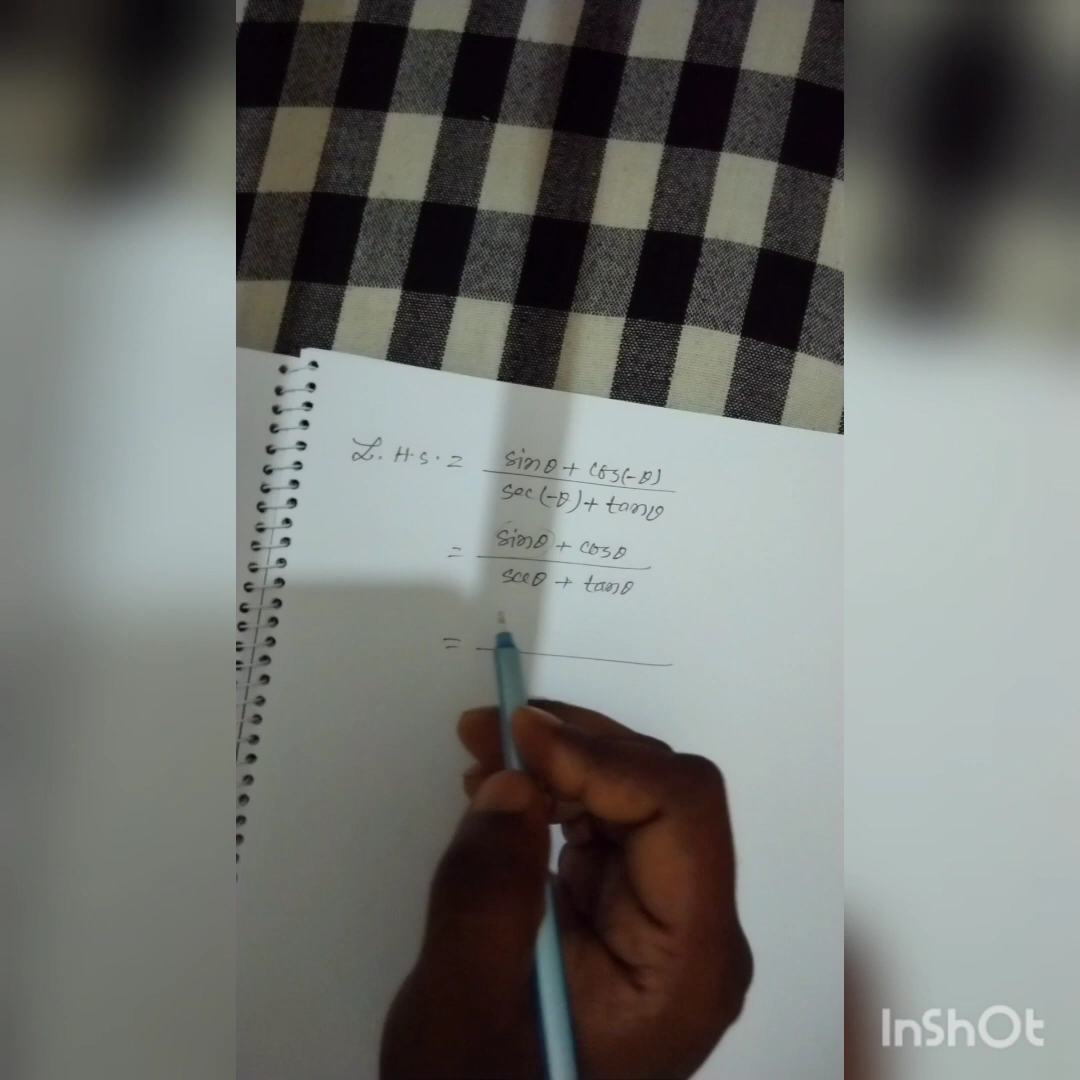 L.H.S. = sinθ + cos(-θ)
sec(-θ) + tanθ
= sinθ + cosθ
secθ + tanθ
=
InShOt